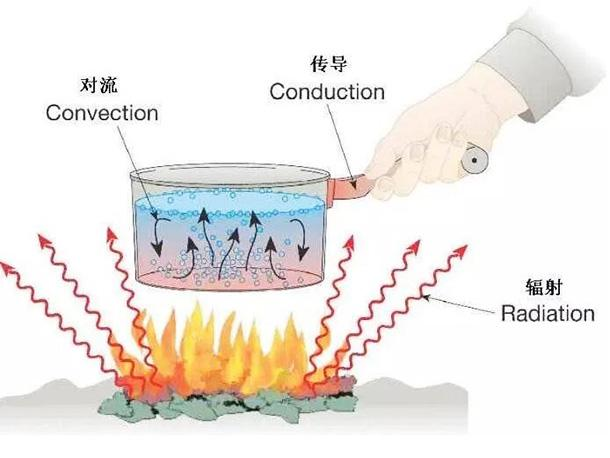 对流
Convection
传导
Conduction
辐射
Radiation